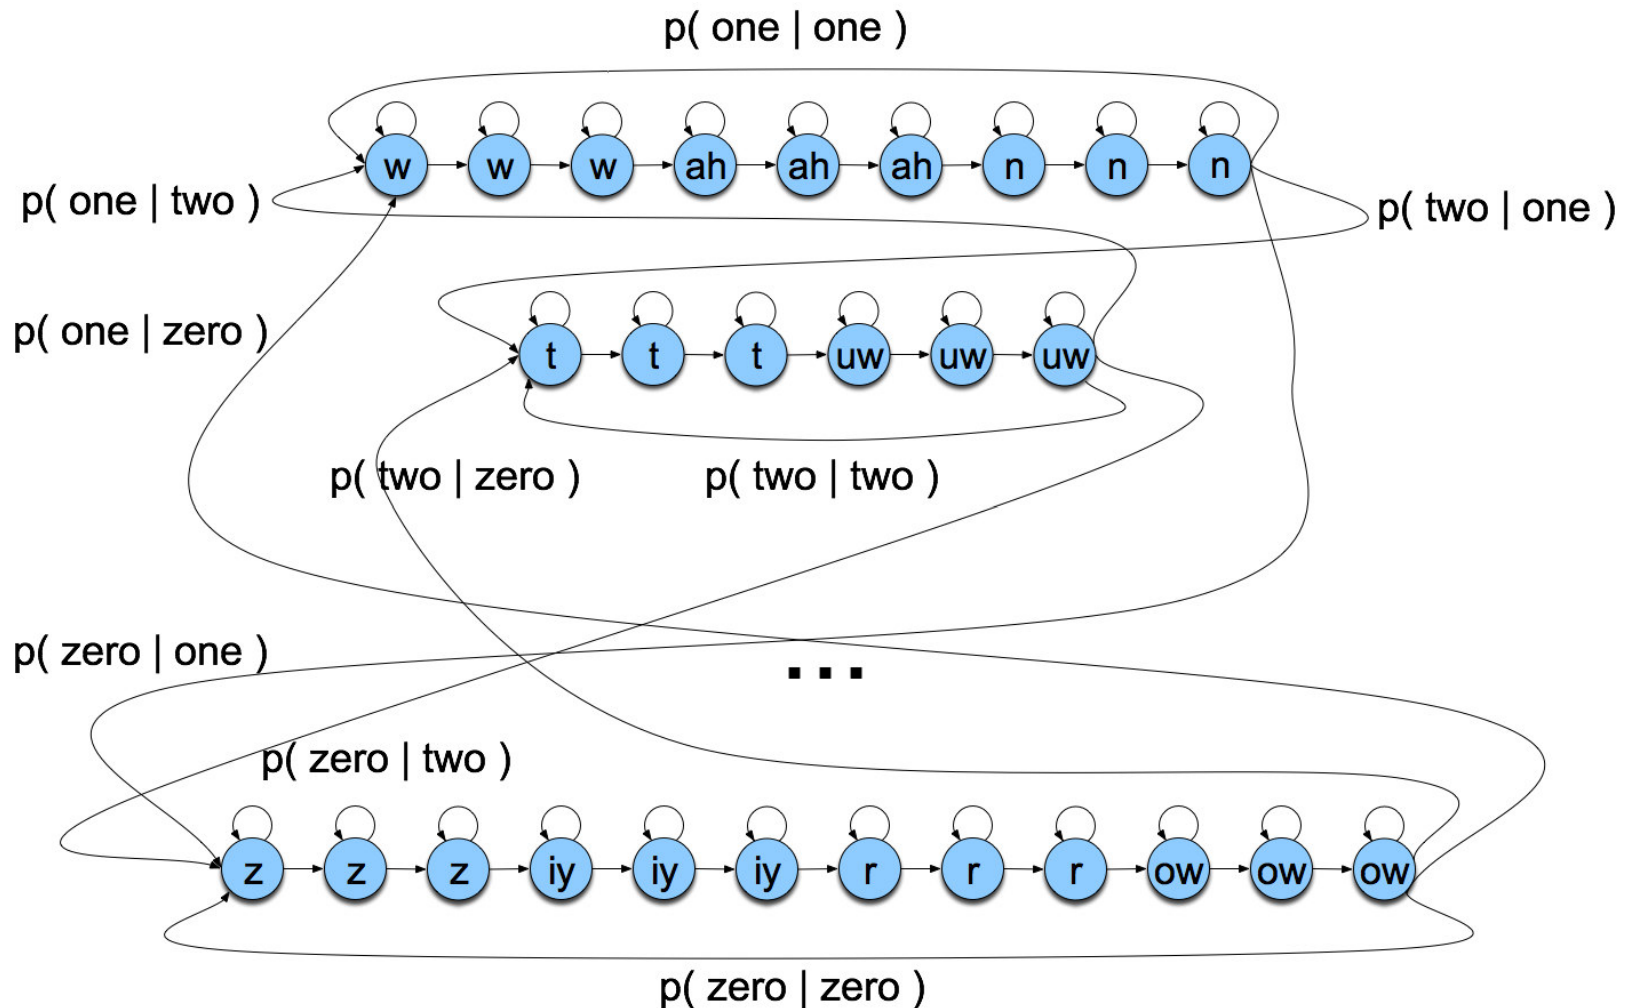 p( one | one )
w w w ah ah ah n n n
p( one | two )
p( two | one )
p( one | zero )
t t t uw uw uw
p( two | zero )
p( two | two )
p( zero | one )
...
p( zero | two )
z z z iy iy iy r r r ow ow ow
p( zero | zero )